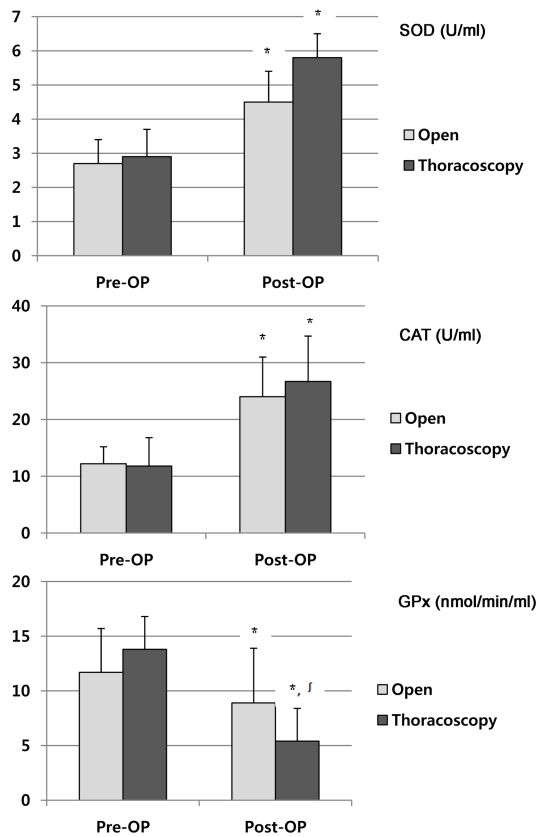 SOD (U/ml)
7
6
5
4
3
2
1
0
*
*
Open
Thoracoscopy
Pre-OP
Post-OP
CAT (U/ml)
40
30
20
10
0
*
*
Open
Thoracoscopy
Pre-OP
Post-OP
GPx (nmol/min/ml)
20
15
10
5
0
*
*, ∫
Open
Thoracoscopy
Pre-OP
Post-OP